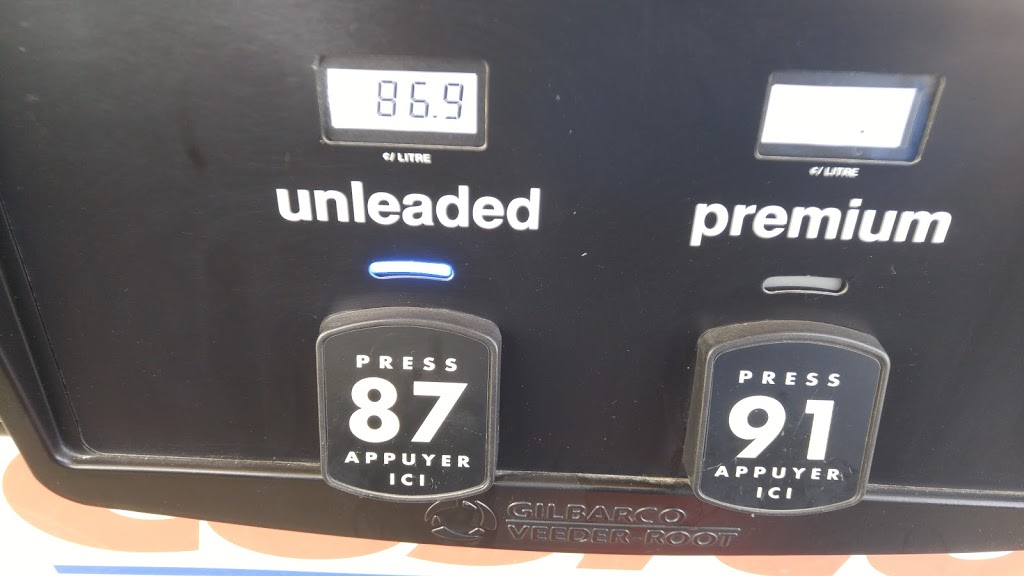 86.9
¢/ LITRE
¢/ LITRE
unleaded
premium
PRESS
87
APPUYER
ICI
PRESS
91
APPUYER
ICI
GILBARCO
VEEDER-ROOT